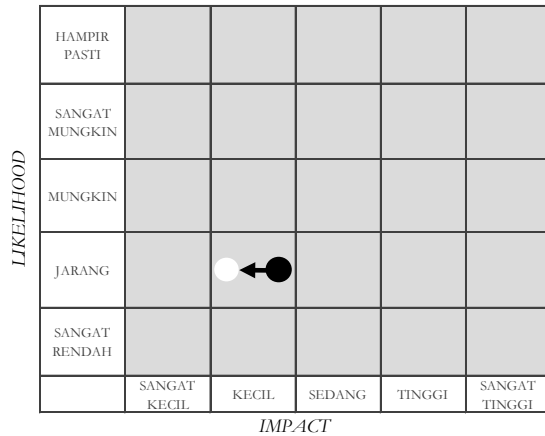 HAMPIR
PASTI
SANGAT
MUNGKIN
LIKELIHOOD
MUNGKIN
JARANG
SANGAT
RENDAH
SANGAT
KECIL
KECIL
SEDANG
TINGGI
SANGAT
TINGGI
IMPACT